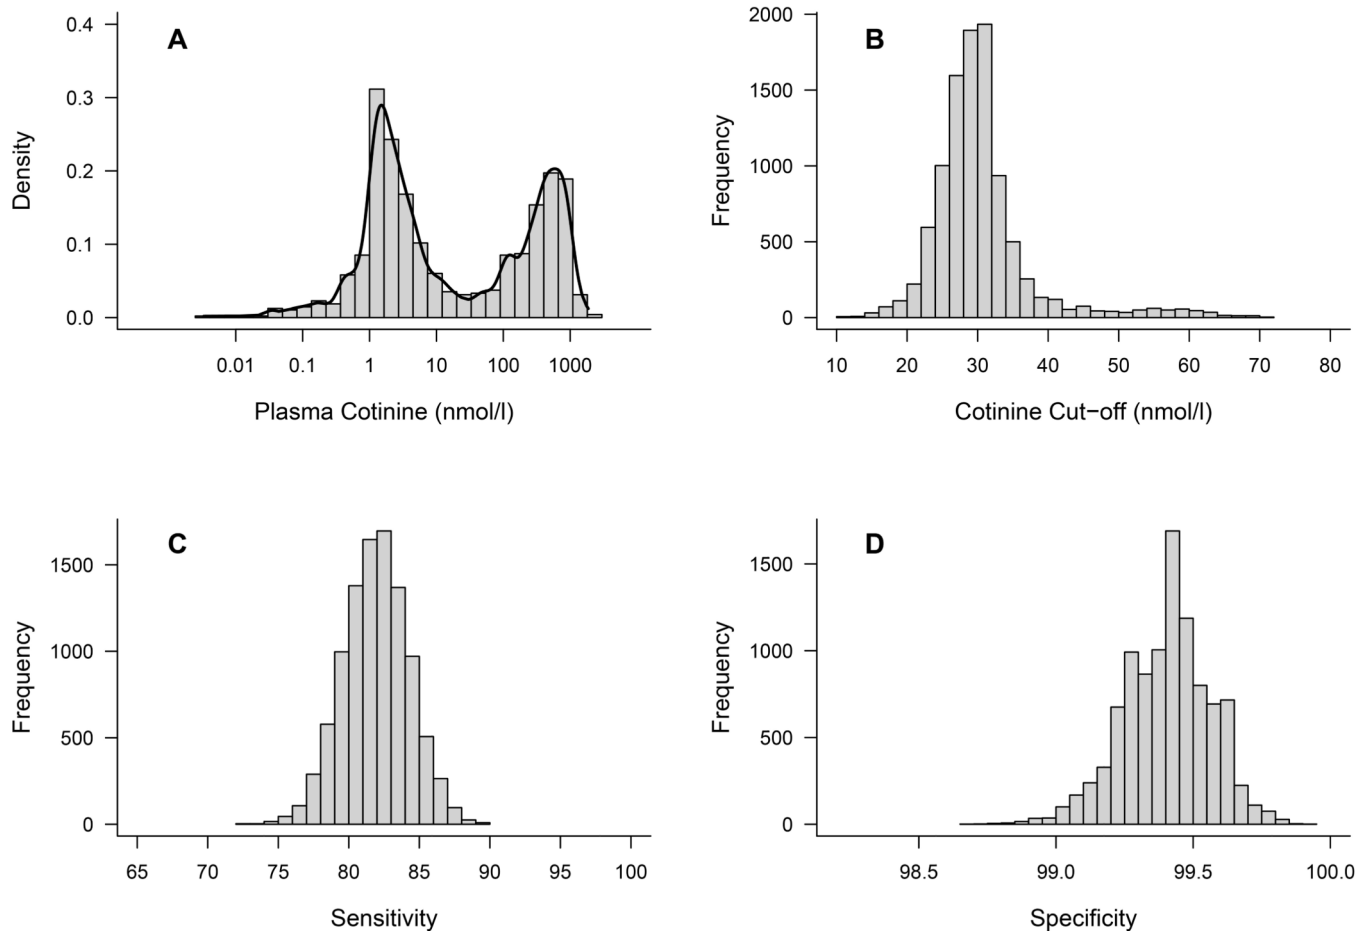 A
Density
0.4
0.3
0.2
0.1
0.0
0.01 0.1 1 10 100 1000
Plasma Cotinine (nmol/l)
B
Frequency
2000
1500
1000
500
0
10 20 30 40 50 60 70 80
Cotinine Cut−off (nmol/l)
C
Frequency
1500
1000
500
0
65 70 75 80 85 90 95 100
Sensitivity
D
Frequency
1500
1000
500
0
98.5 99.0 99.5 100.0
Specificity